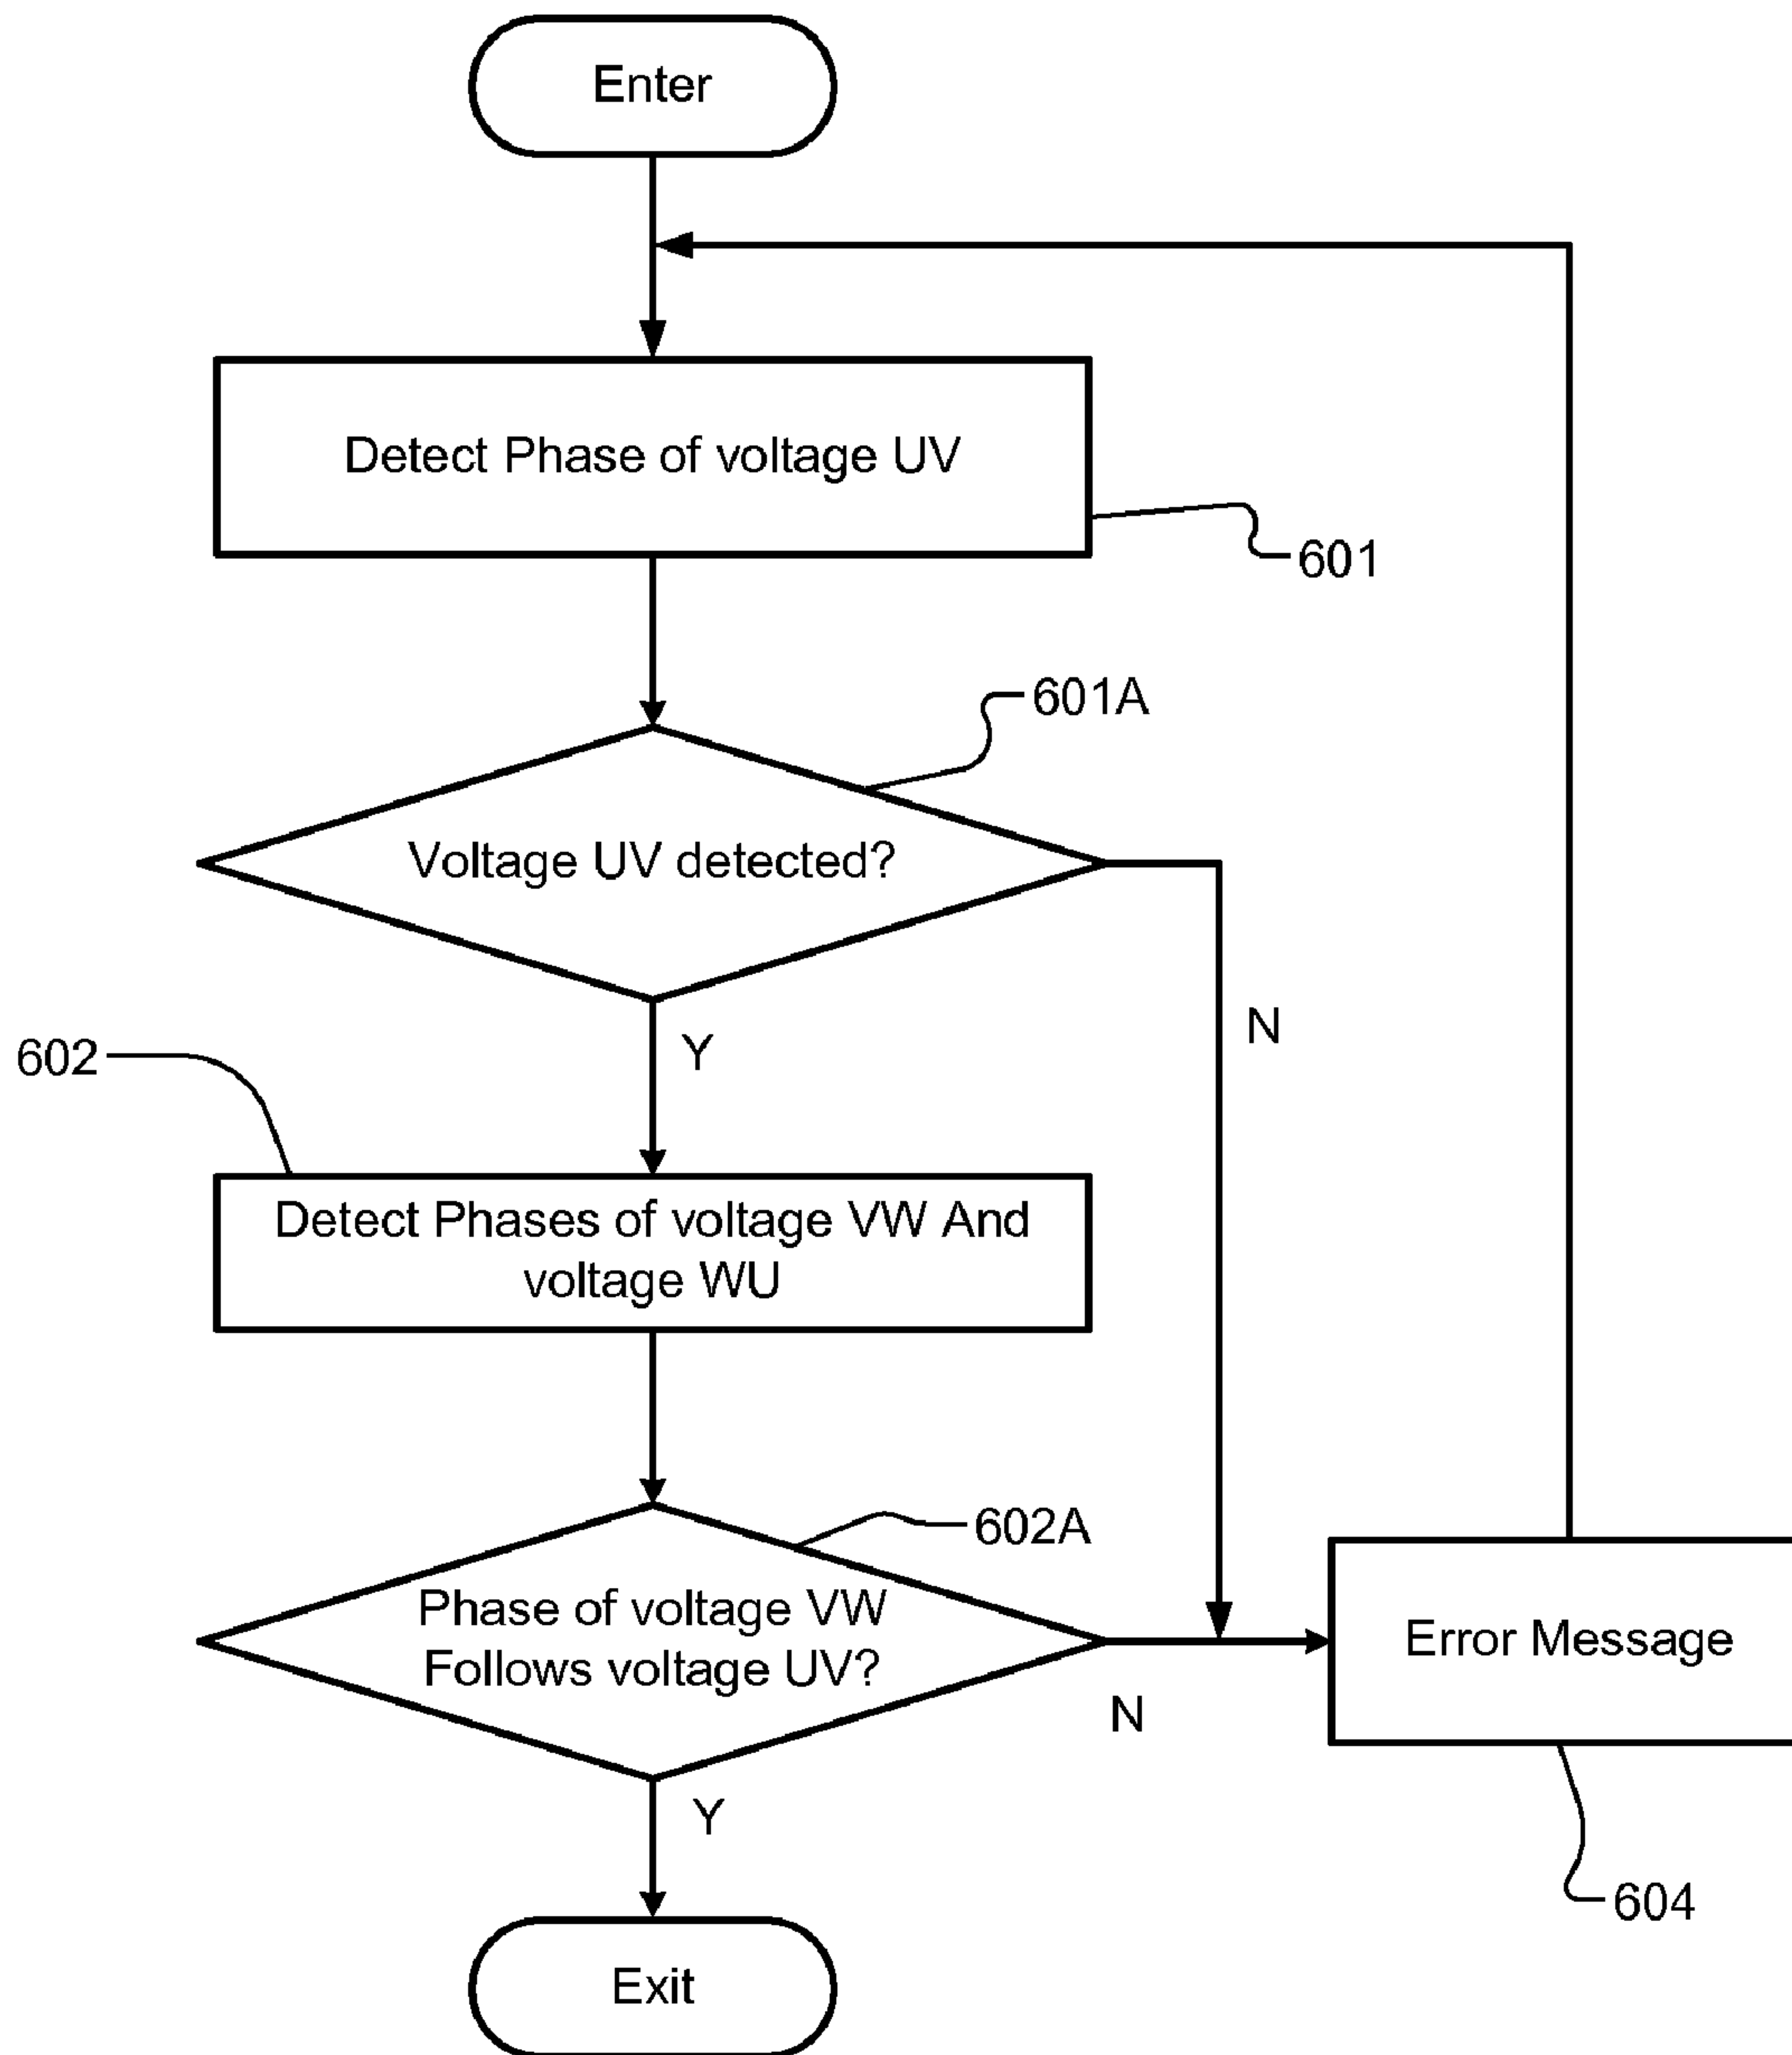 Enter
Detect Phase of voltage UV
601
601A
Voltage UV detected?
N
Y
602
Detect Phases of voltage VW And
voltage WU
602A
Phase of voltage VW
Follows voltage UV?
Error Message
N
Y
604
Exit